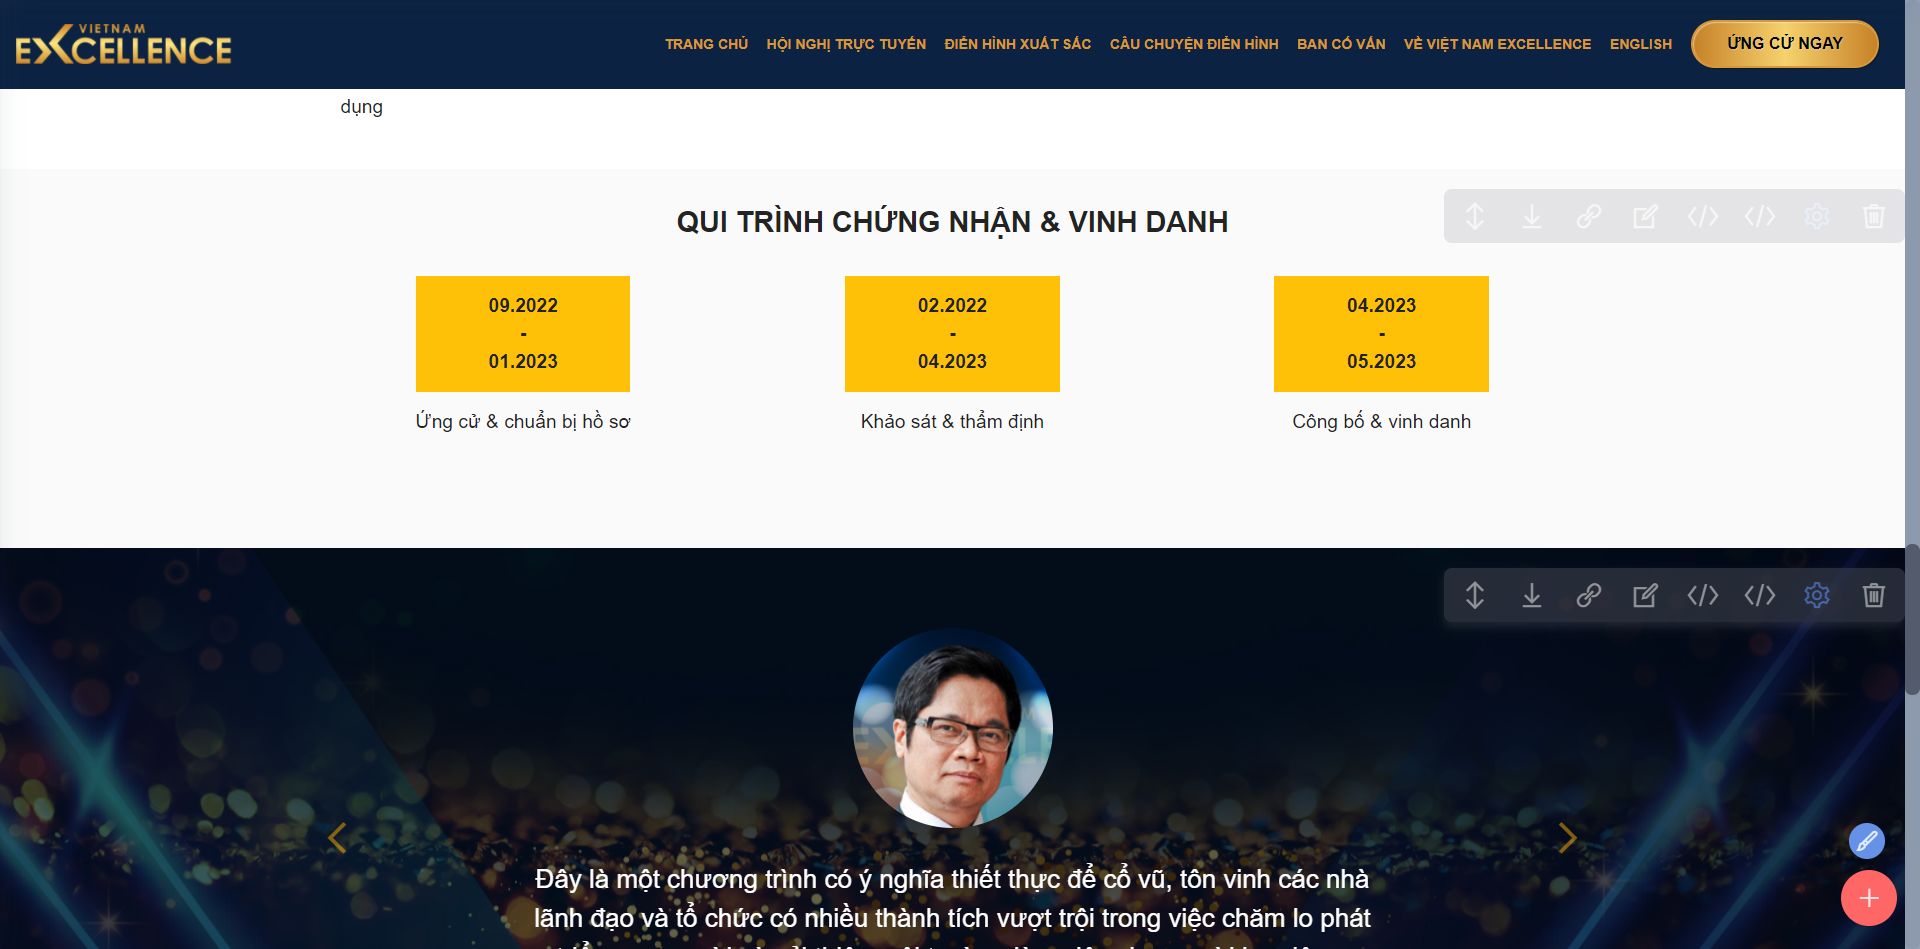 VIETNAM
EXCELLENCE
TRANG CHỦ HỘI NGHỊ TRỰC TUYẾN ĐIỂN HÌNH XUẤT SẮC CÂU CHUYỆN ĐIỂN HÌNH BAN CỐ VẤN VỀ VIỆT NAM EXCELLENCE ENGLISH ỨNG CỬ NGAY
dụng
QUI TRÌNH CHỨNG NHẬN & VINH DANH
09.2022
-
01.2023
Ứng cử & chuẩn bị hồ sơ
02.2022
-
04.2023
Khảo sát & thẩm định
04.2023
-
05.2023
Công bố & vinh danh
Đây là một chương trình có ý nghĩa thiết thực để cổ vũ, tôn vinh các nhà
lãnh đạo và tổ chức có nhiều thành tích vượt trội trong việc chăm lo phát